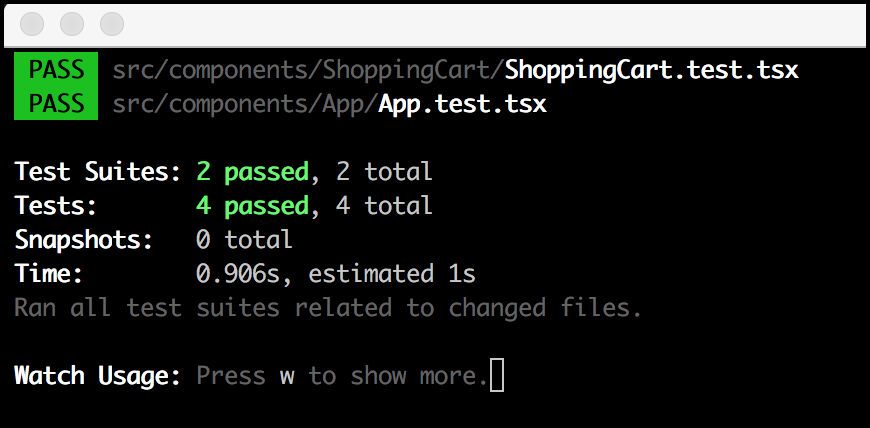 PASS src/components/ShoppingCart/ShoppingCart.test.tsx
PASS src/components/App/App.test.tsx
Test Suites: 2 passed, 2 total
Tests: 4 passed, 4 total
Snapshots: 0 total
Time: 0.906s, estimated 1s
Ran all test suites related to changed files.
Watch Usage: Press w to show more.